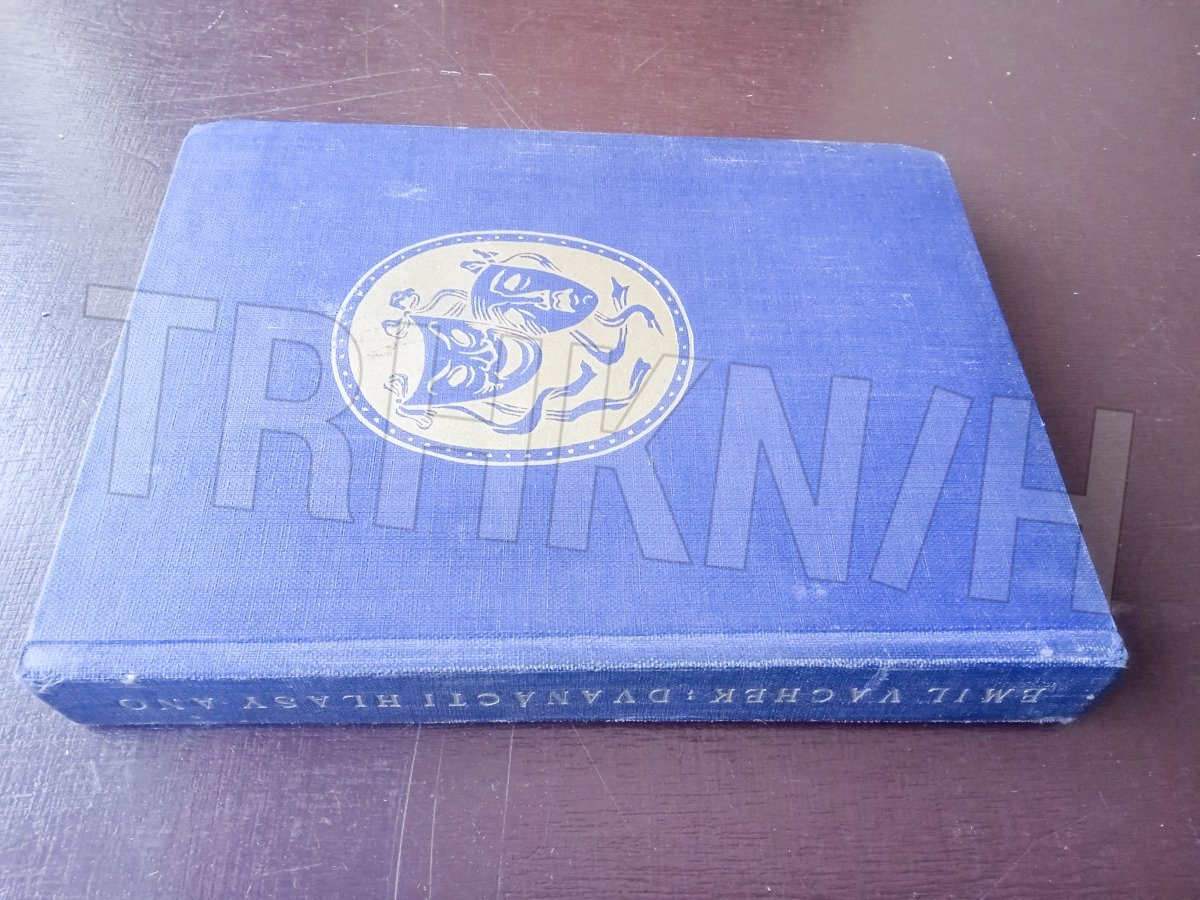 TRHKNIH
EMIL VACHEK: DVANÁCTI HLASY ANO